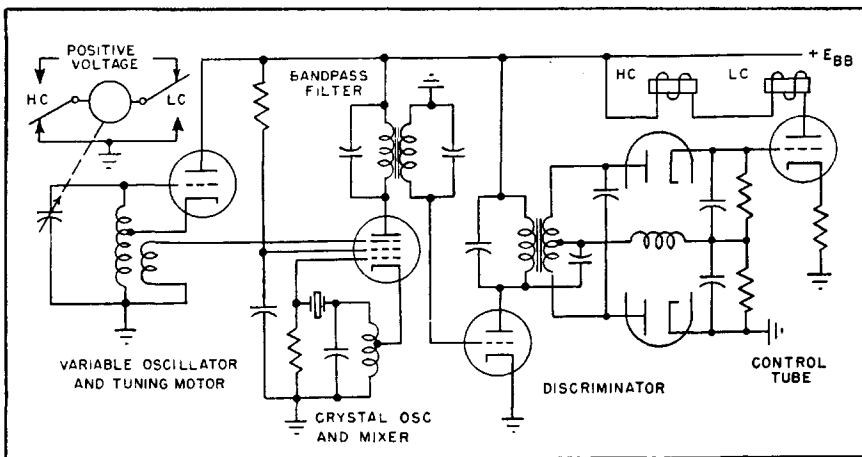 POSITIVE
VOLTAGE
HC
LC
BANDPASS
FILTER
+ EBB
HC
LC
VARIABLE OSCILLATOR
AND TUNING MOTOR
CRYSTAL OSC
AND MIXER
DISCRIMINATOR
CONTROL
TUBE